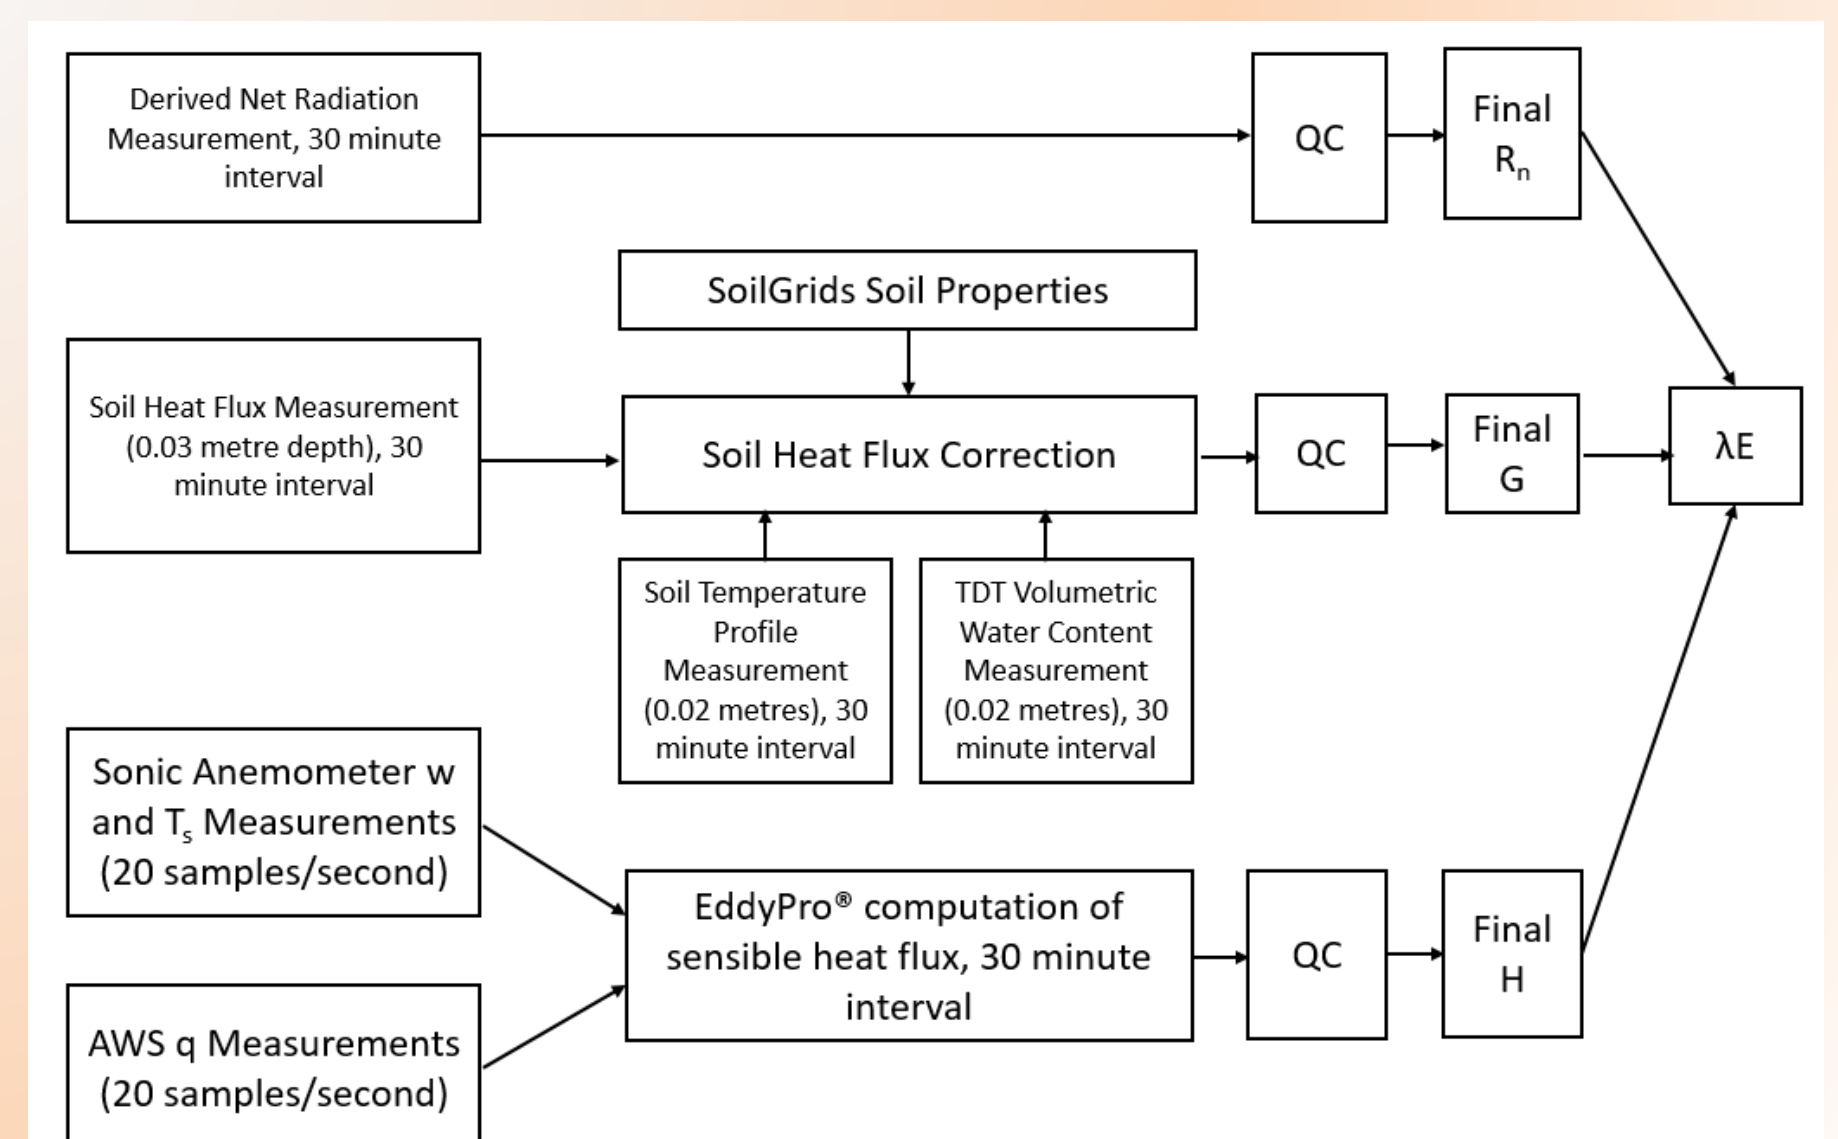 Derived Net Radiation
Measurement, 30 minute
interval
QC
Final
Rn
SoilGrids Soil Properties
Soil Heat Flux Measurement
(0.03 metre depth), 30
minute interval
Soil Heat Flux Correction
QC
Final
G
λE
Soil Temperature
Profile
Measurement
(0.02 metres), 30
minute interval
TDT Volumetric
Water Content
Measurement
(0.02 metres), 30
minute interval
Sonic Anemometer w
and Ts Measurements
(20 samples/second)
EddyPro® computation of
sensible heat flux, 30 minute
interval
QC
Final
H
AWS q Measurements
(20 samples/second)